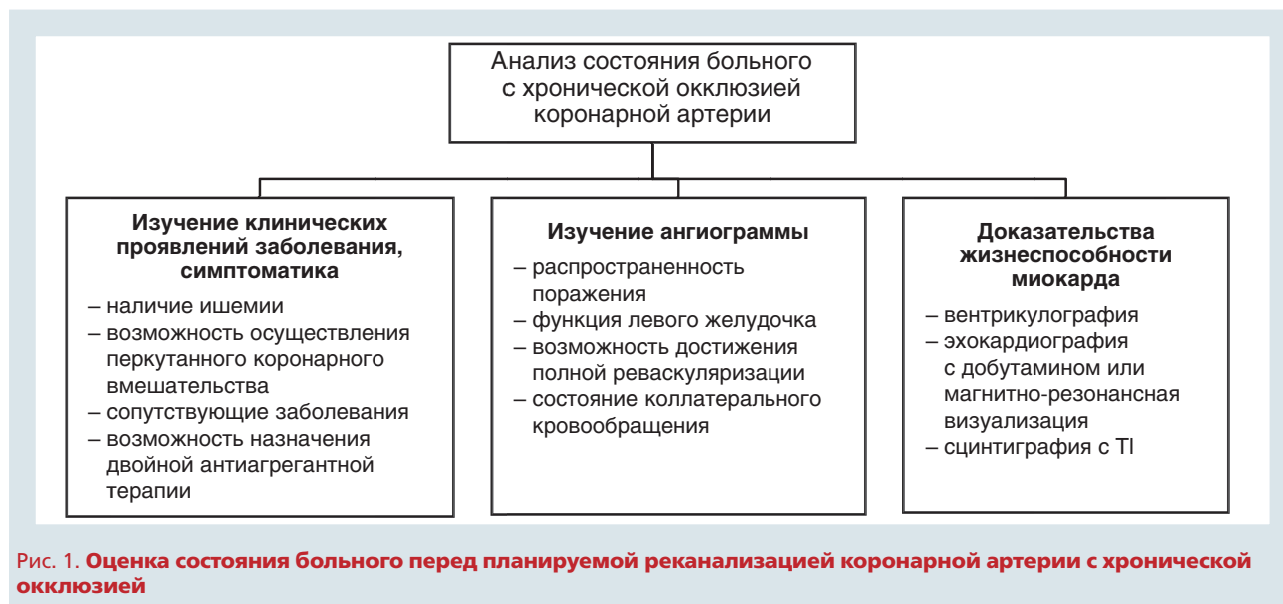 Анализ состояния больного
с хронической окклюзией
коронарной артерии
Изучение клинических
проявлений заболевания,
симптоматика
– наличие ишемии
– возможность осуществления
перкутанного коронарного
вмешательства
– сопутствующие заболевания
– возможность назначения
двойной антиагрегантной
терапии
Изучение ангиограммы
– распространенность
поражения
– функция левого желудочка
– возможность достижения
полной реваскуляризации
– состояние коллатерального
кровообращения
Доказательства
жизнеспособности
миокарда
– вентрикулография
– эхокардиография
с добутамином или
магнитно-резонансная
визуализация
– сцинтиграфия с Tl
Рис. 1. Оценка состояния больного перед планируемой реканализацией коронарной артерии с хронической
окклюзией